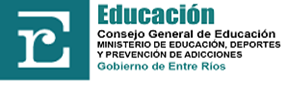 Educación
Consejo General de Educación
MINISTERIO DE EDUCACIÓN, DEPORTES
Y PREVENCIÓN DE ADICCIONES
Gobierno de Entre Ríos